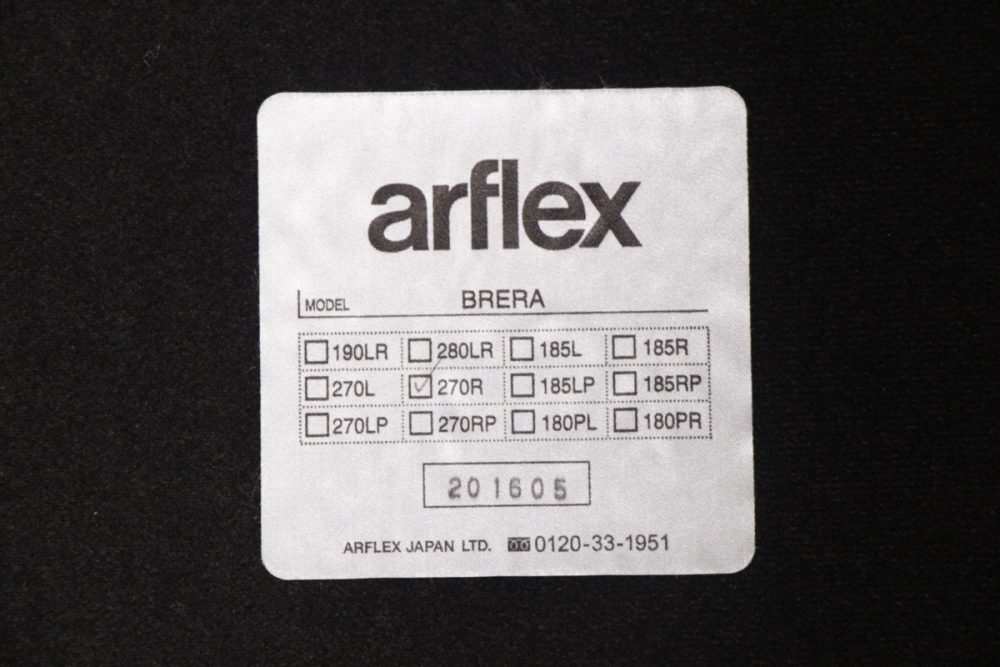 arflex
MODEL BRERA
☐ 190LR ☐ 280LR ☐ 185L ☐ 185R
☐ 270L ☑ 270R ☐ 185LP ☐ 185RP
☐ 270LP ☐ 270RP ☐ 180PL ☐ 180PR
201605
ARFLEX JAPAN LTD. 0120-33-1951